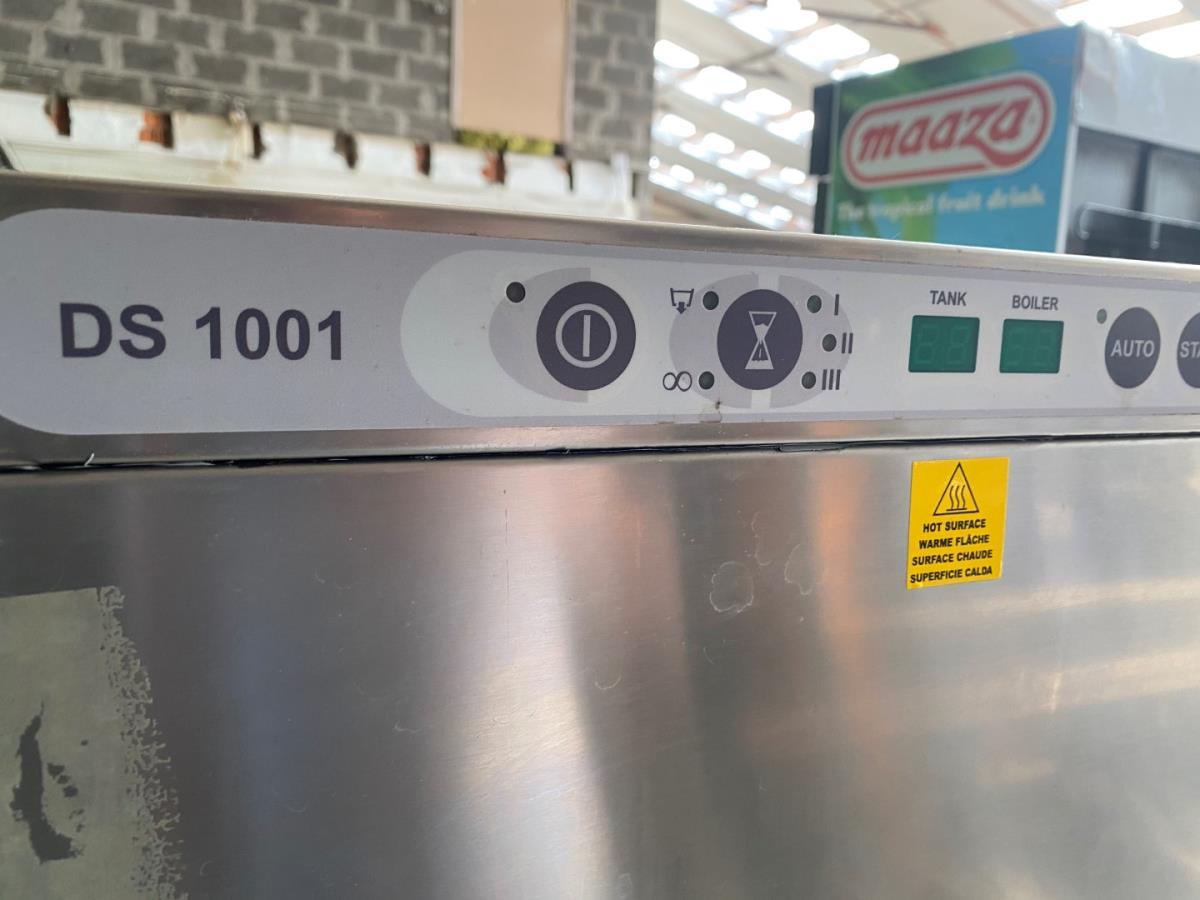 maaza
The tropical fruit drink
DS 1001
∞
I
II
III
TANK
BOILER
AUTO
STA
HOT SURFACE
WARME FLÄCHE
SURFACE CHAUDE
SUPERFICIE CALDA